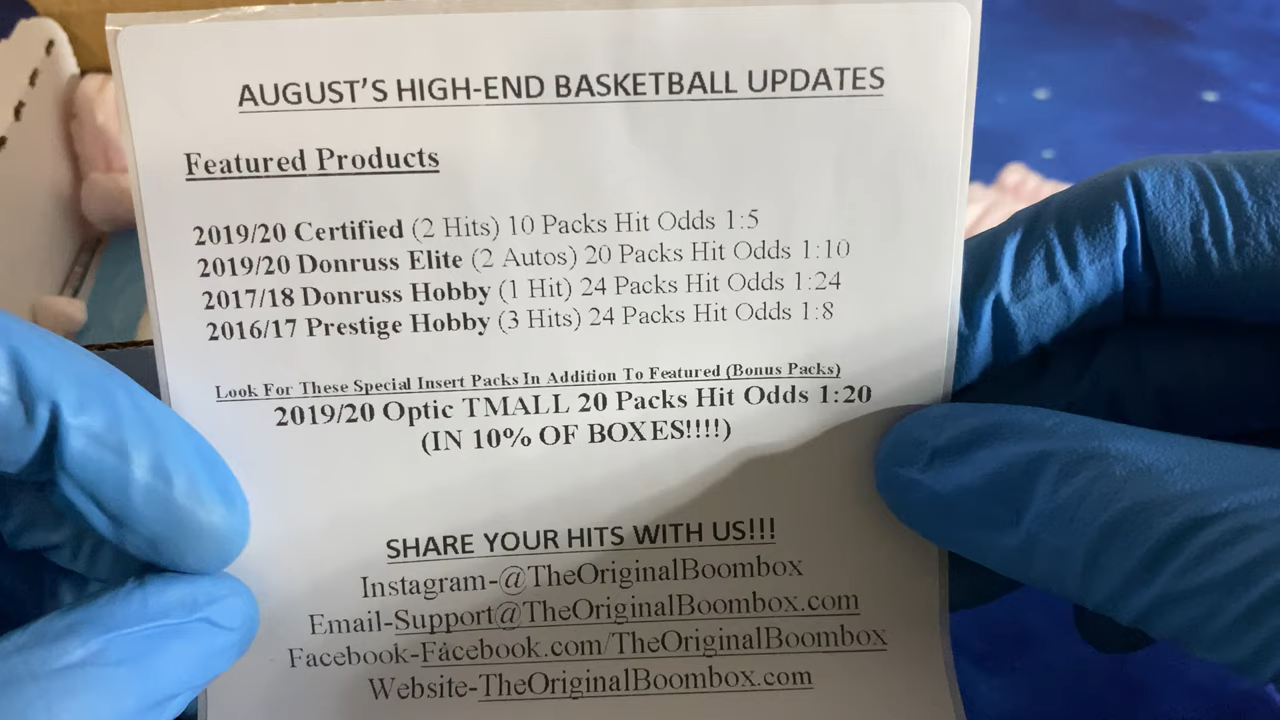 AUGUST'S HIGH-END BASKETBALL UPDATES
Featured Products
2019/20 Certified (2 Hits) 10 Packs Hit Odds 1:5
2019/20 Donruss Elite (2 Autos) 20 Packs Hit Odds 1:10
2017/18 Donruss Hobby (1 Hit) 24 Packs Hit Odds 1:24
2016/17 Prestige Hobby (3 Hits) 24 Packs Hit Odds 1:8
Look For These Special Insert Packs In Addition To Featured (Bonus Packs)
2019/20 Optic TMALL 20 Packs Hit Odds 1:20
(IN 10% OF BOXES!!!!)
SHARE YOUR HITS WITH US!!!
Instagram-@TheOriginalBoombox
Email-Support@TheOriginalBoombox.com
Facebook-Facebook.com/TheOriginalBoombox
Website-TheOriginalBoombox.com